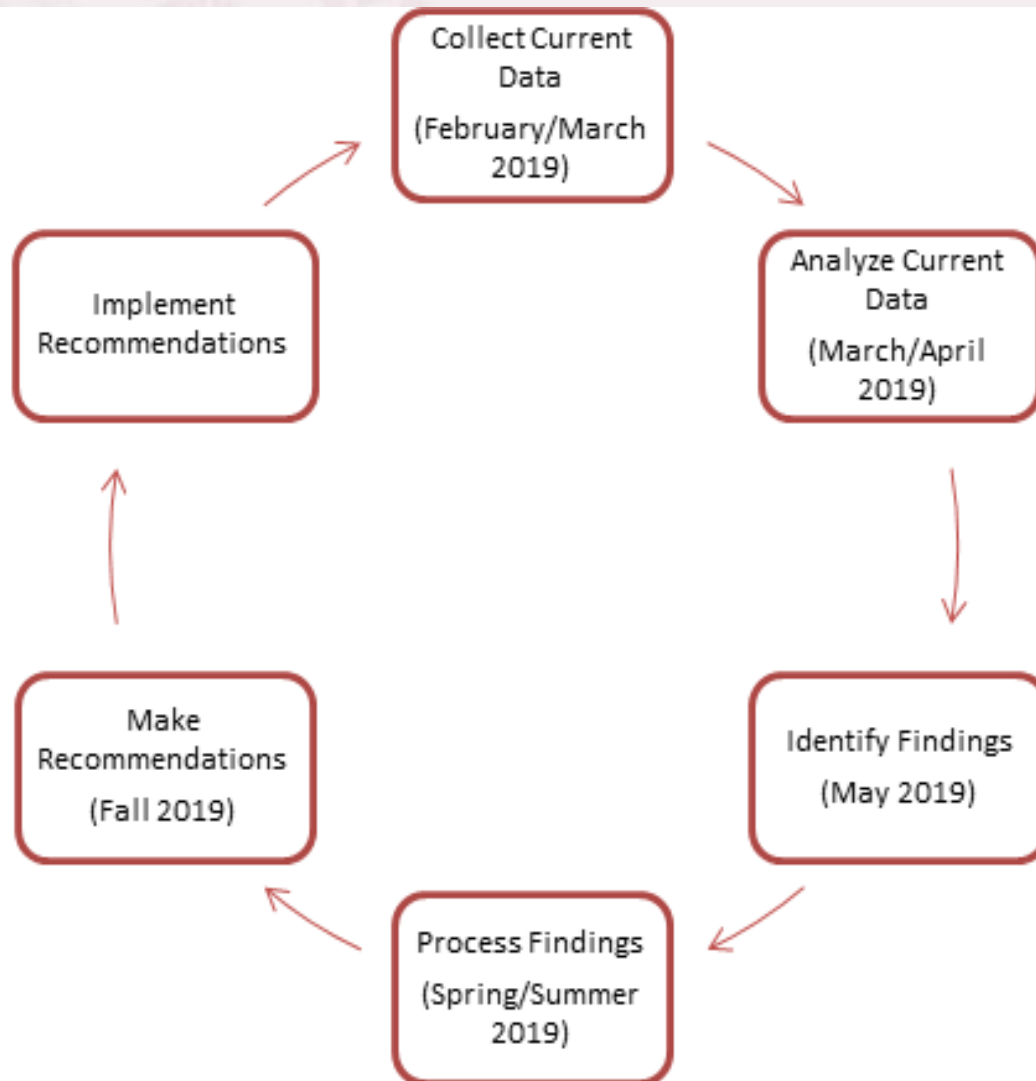 Collect Current
Data
(February/March
2019)
Analyze Current
Data
(March/April
2019)
Identify Findings
(May 2019)
Process Findings
(Spring/Summer
2019)
Make
Recommendations
(Fall 2019)
Implement
Recommendations